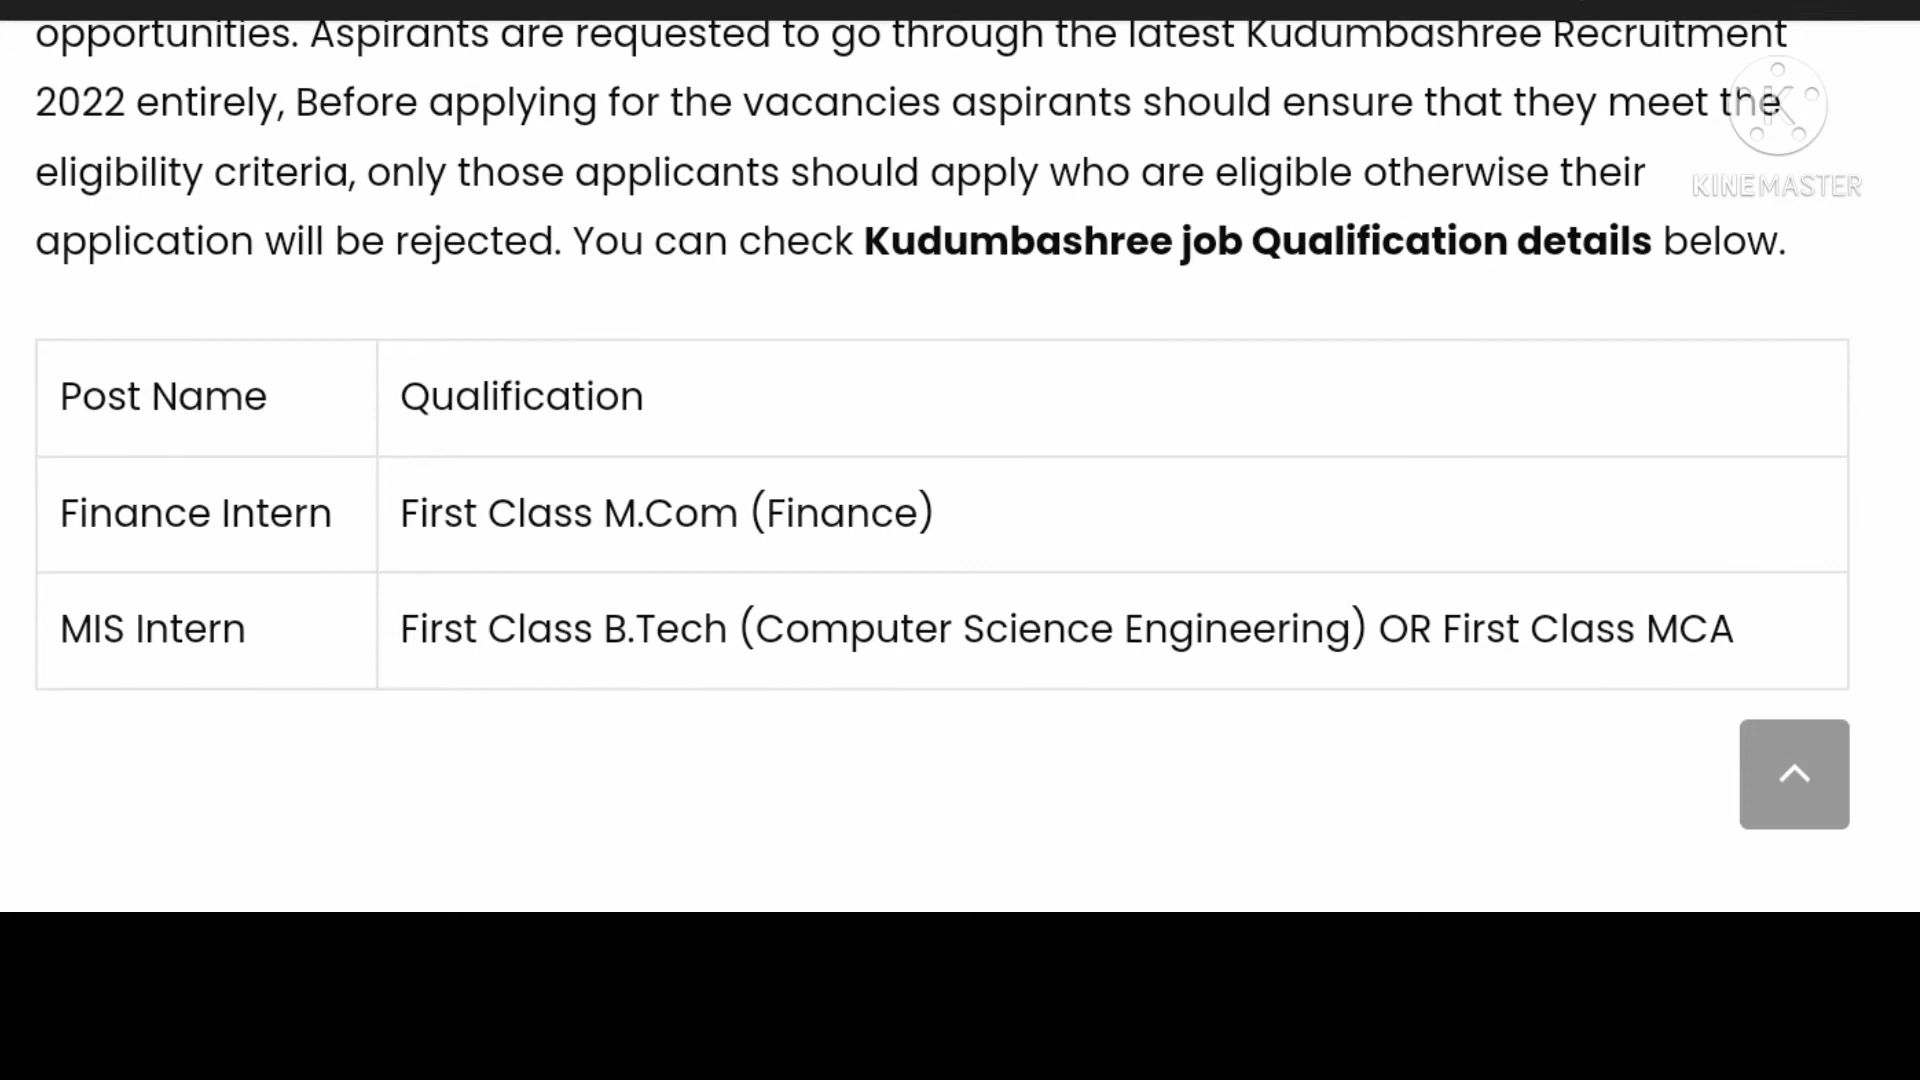 opportunities. Aspirants are requested to go through the latest Kudumbashree Recruitment
2022 entirely, Before applying for the vacancies aspirants should ensure that they meet the
eligibility criteria, only those applicants should apply who are eligible otherwise their
application will be rejected. You can check Kudumbashree job Qualification details below.
K
KINEMASTER
Post Name Qualification
Finance Intern First Class M.Com (Finance)
MIS Intern First Class B.Tech (Computer Science Engineering) OR First Class MCA